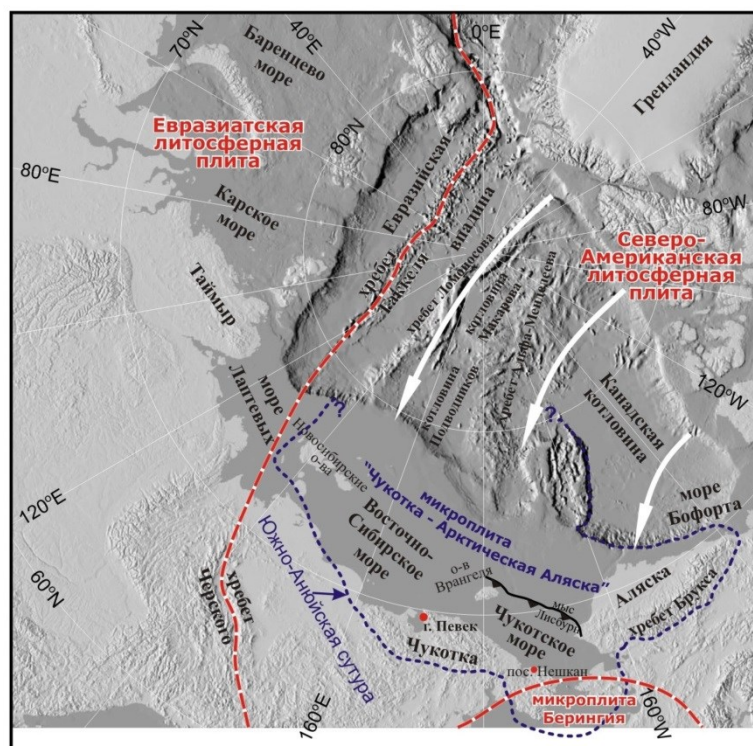 70°N
40°E
0°E
40°W
Баренцево
море
Гренландия
Евразиатская
литосферная
плита
80°N
80°E
80°W
Карское
море
Евразийская
впадина
хребет
Гаккеля
хребет Ломоносова
котловина
Макарова
Северо-
Американская
литосферная
плита
Таймыр
хребет Альфа-Менделеева
котловина
Подводников
Канадская
котловина
120°W
море
Лаптевых
?
?
Новосибирские
о-ва
микроплита
"Чукотка - Арктическая Аляска"
море
Бофорта
120°E
Восточно-
Сибирское
море
60°N
Южно-Анюйская сутура
о-в
Врангеля
мыс
Лисбурн
Аляска
хребет Брукса
хребет
Черского
г. Певек
Чукотское
море
Чукотка
пос. Нешкан
160°E
микроплита
Берингия
160°W